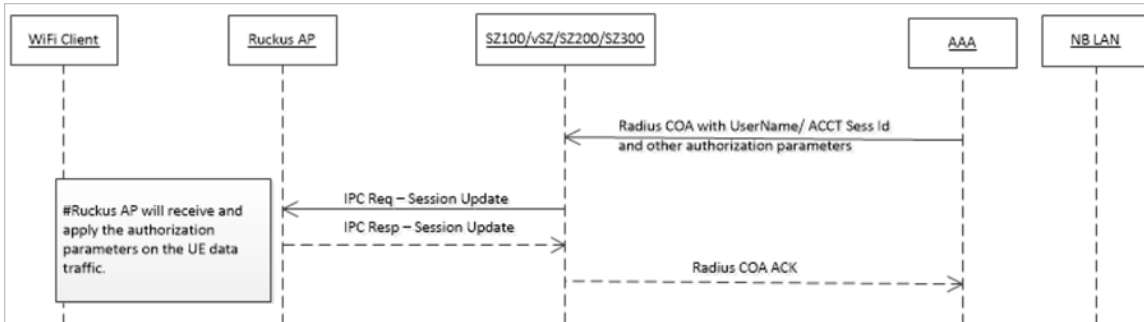 WiFi Client
Ruckus AP
SZ100/vSZ/SZ200/SZ300
AAA
NB LAN
Radius COA with UserName/ ACCT Sess Id
and other authorization parameters
#Ruckus AP will receive and
apply the authorization
parameters on the UE data
traffic.
IPC Req – Session Update
IPC Resp – Session Update
Radius COA ACK